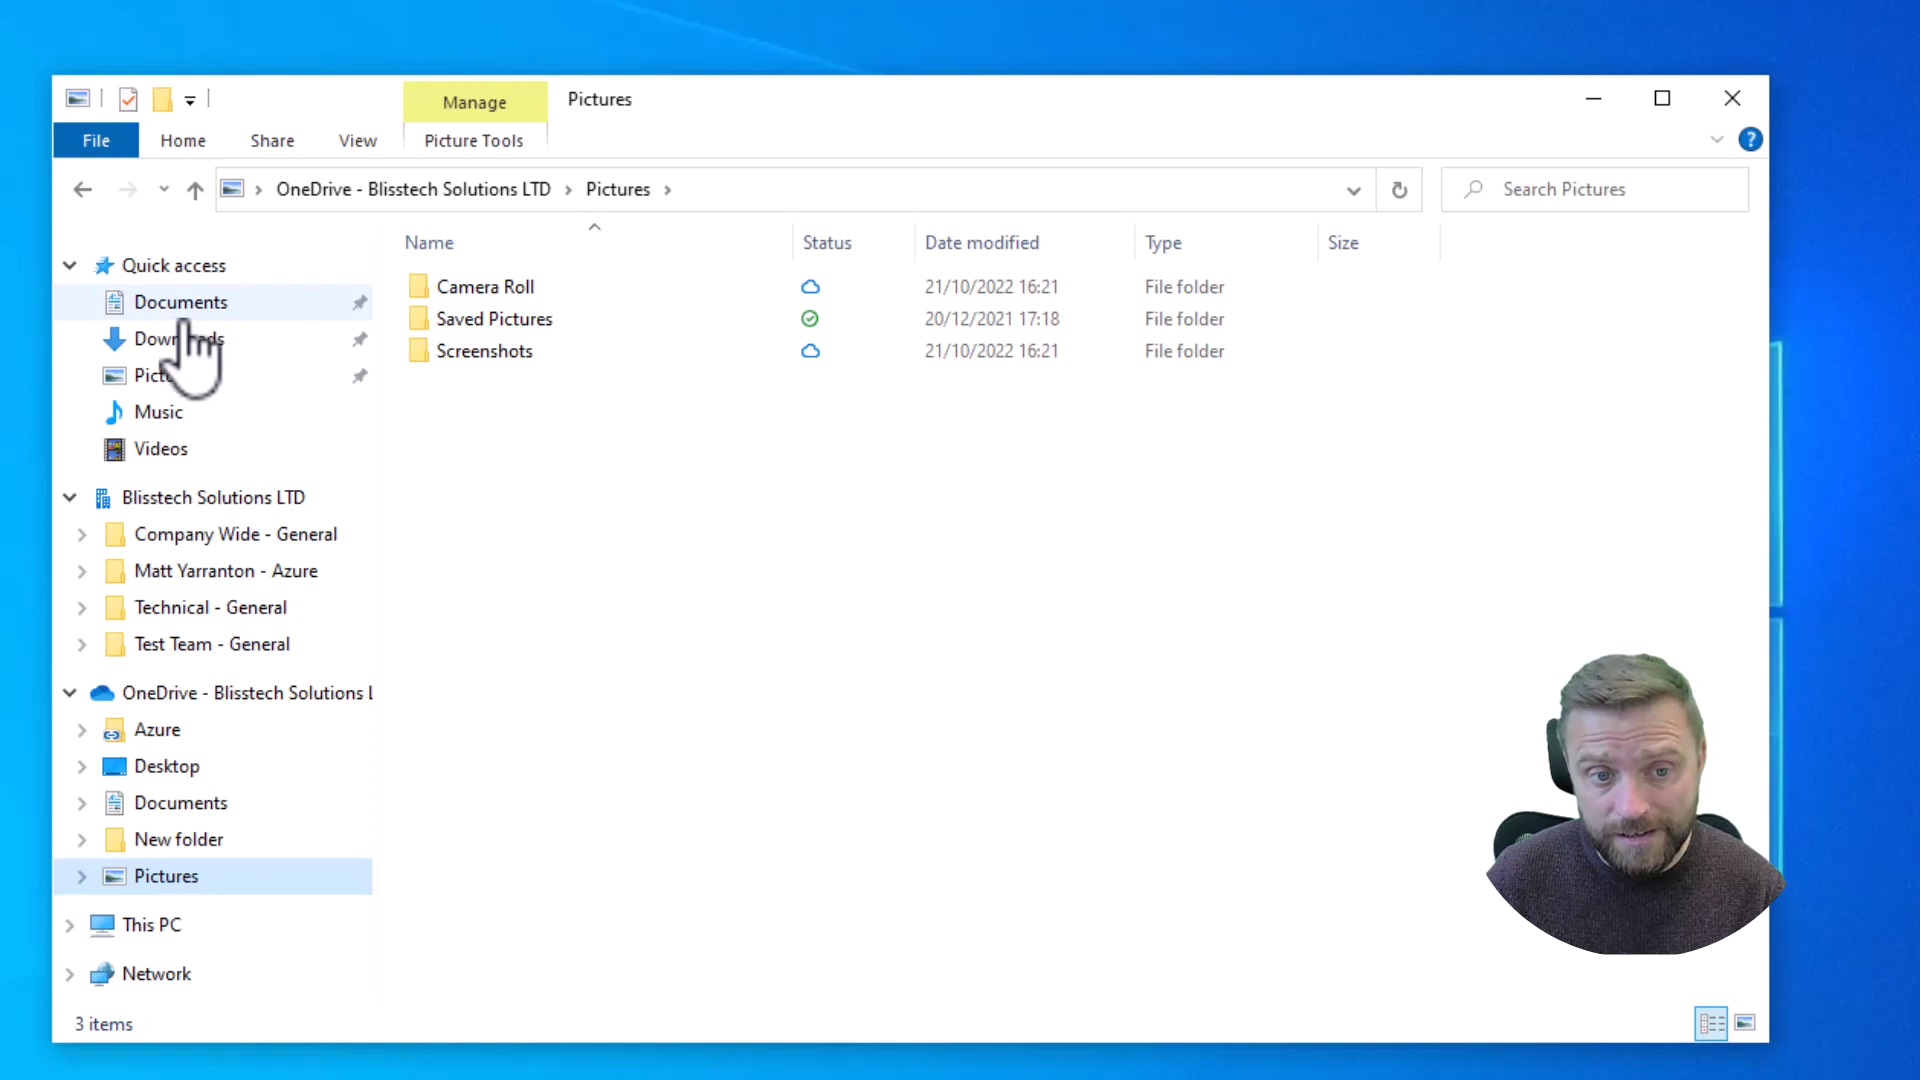 Manage
Pictures
File
Home
Share
View
Picture Tools
?
OneDrive - Blisstech Solutions LTD
Pictures
Search Pictures
Name
Status
Date modified
Type
Size
Quick access
Documents
Music
Videos
Blisstech Solutions LTD
Company Wide - General
Matt Yarranton - Azure
Technical - General
Test Team - General
OneDrive - Blisstech Solutions L
Azure
Desktop
Documents
New folder
Pictures
This PC
Network
Camera Roll
21/10/2022 16:21
File folder
Saved Pictures
20/12/2021 17:18
File folder
Screenshots
21/10/2022 16:21
File folder
3 items